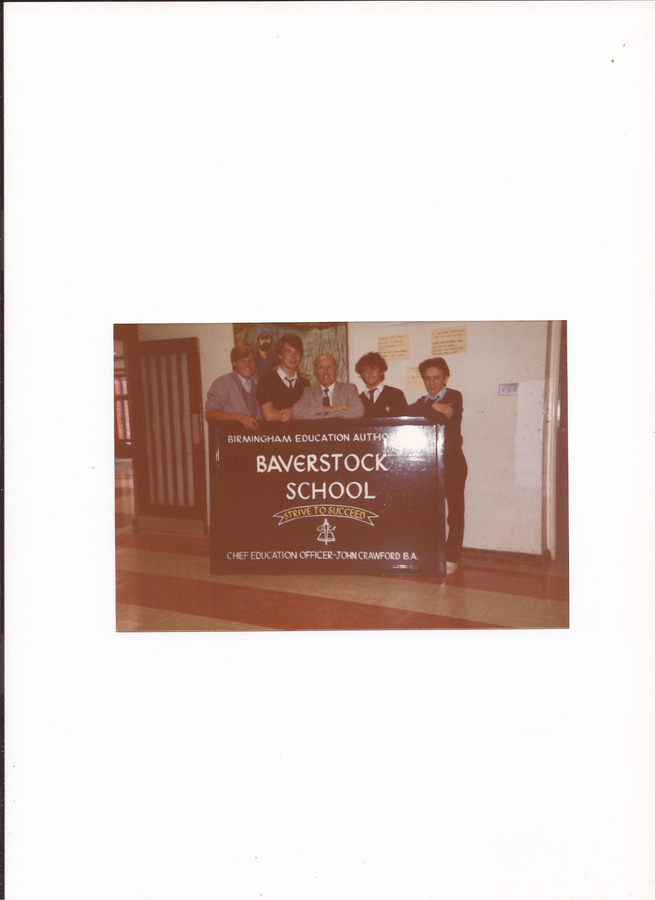 BIRMINGHAM EDUCATION AUTHO
BAVERSTOCK
SCHOOL
STRIVE TO SUCCEED
CHIEF EDUCATION OFFICER-JOHN CRAWFORD B.A.